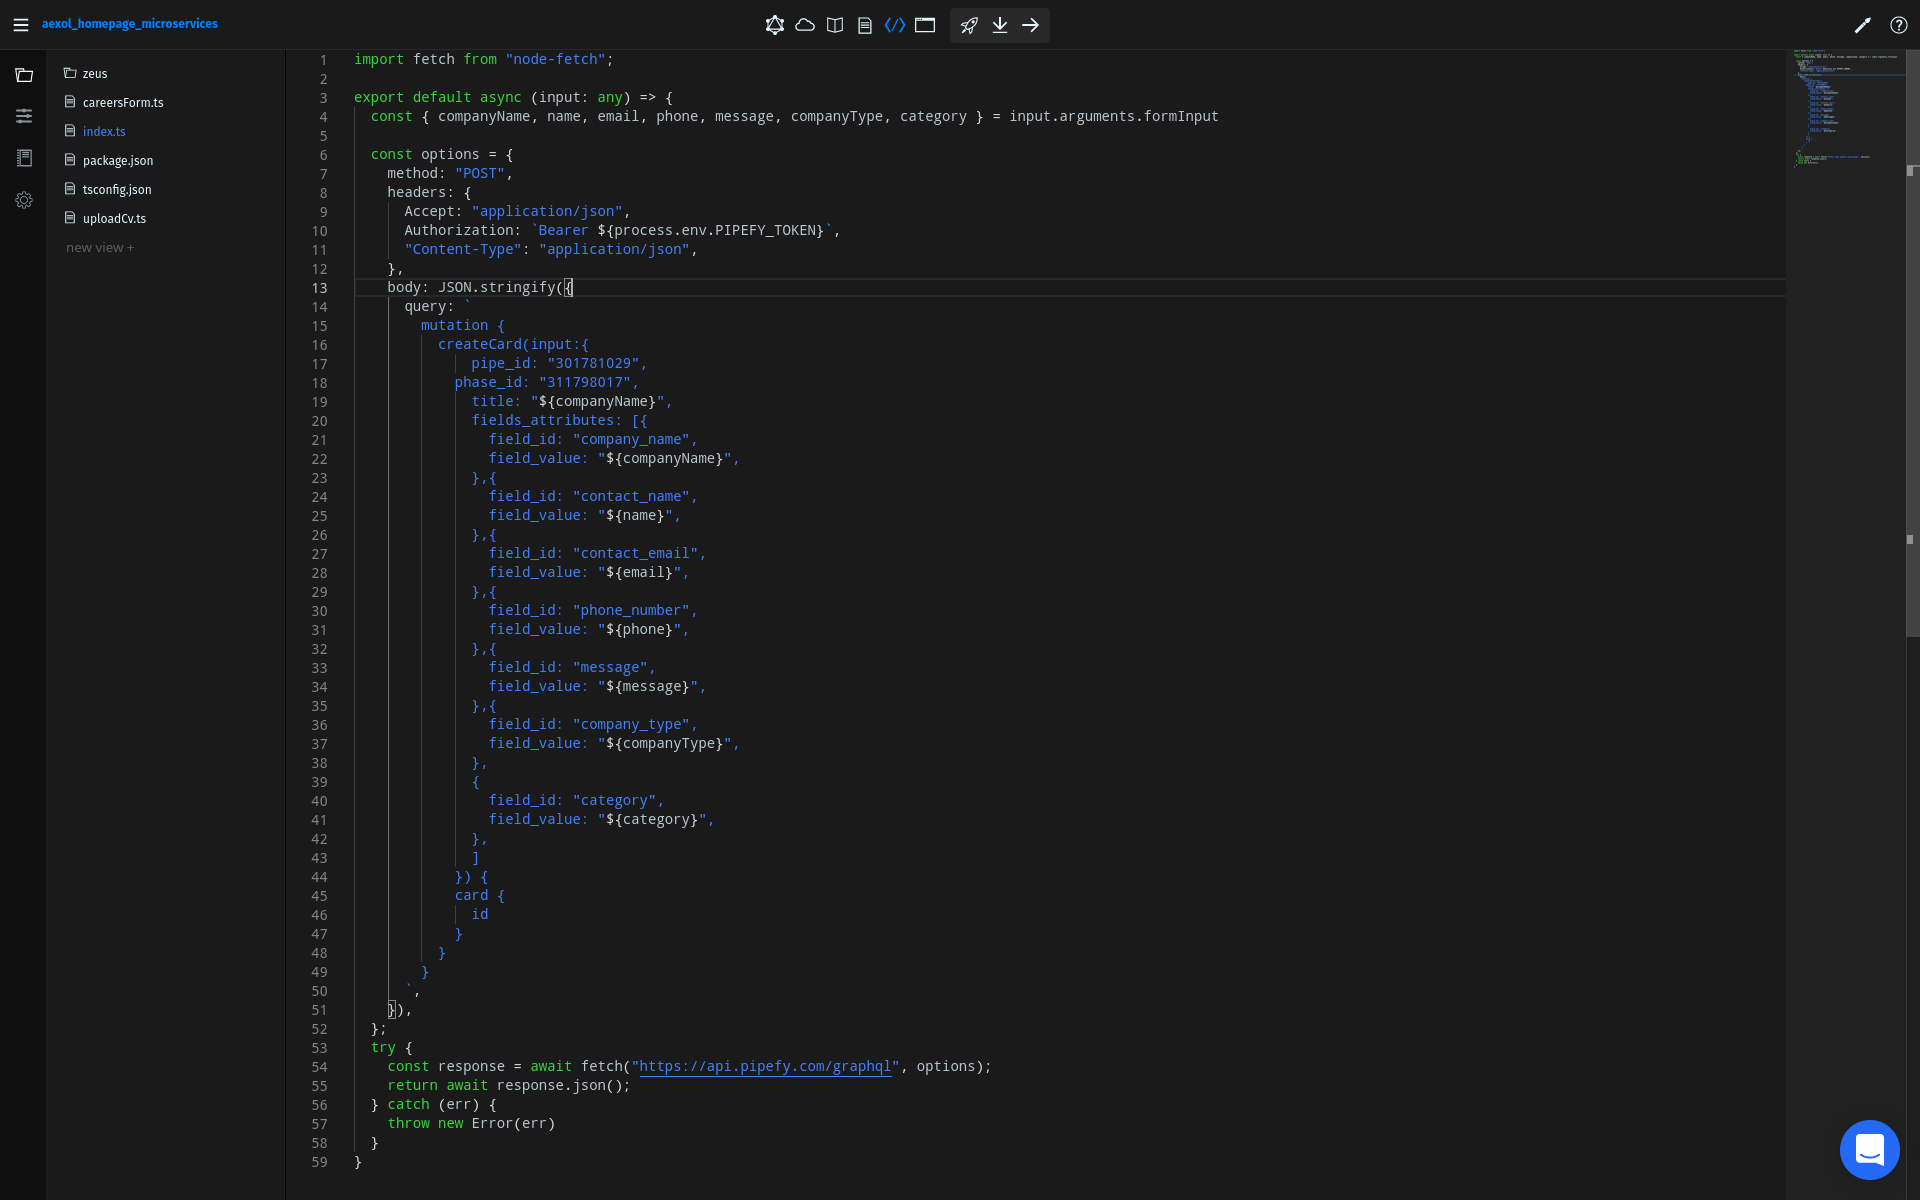 aexol_homepage_microservices
zeus
careersForm.ts
index.ts
package.json
tsconfig.json
uploadCv.ts
new view +
1 import fetch from "node-fetch";
2
3 export default async (input: any) => {
4   const { companyName, name, email, phone, message, companyType, category } = input.arguments.formInput
5
6   const options = {
7     method: "POST",
8     headers: {
9       Accept: "application/json",
10       Authorization: `Bearer ${process.env.PIPEFY_TOKEN}`,
11       "Content-Type": "application/json",
12     },
13     body: JSON.stringify({
14       query: `
15         mutation {
16           createCard(input:{
17               pipe_id: "301781029",
18             phase_id: "311798017",
19               title: "${companyName}",
20               fields_attributes: [{
21                 field_id: "company_name",
22                 field_value: "${companyName}",
23               },{
24                 field_id: "contact_name",
25                 field_value: "${name}",
26               },{
27                 field_id: "contact_email",
28                 field_value: "${email}",
29               },{
30                 field_id: "phone_number",
31                 field_value: "${phone}",
32               },{
33                 field_id: "message",
34                 field_value: "${message}",
35               },{
36                 field_id: "company_type",
37                 field_value: "${companyType}",
38               },
39               {
40                 field_id: "category",
41                 field_value: "${category}",
42               },
43               ]
44             }) {
45             card {
46               id
47             }
48           }
49         }
50       `,
51     }),
52   };
53   try {
54     const response = await fetch("https://api.pipefy.com/graphql", options);
55     return await response.json();
56   } catch (err) {
57     throw new Error(err)
58   }
59 }